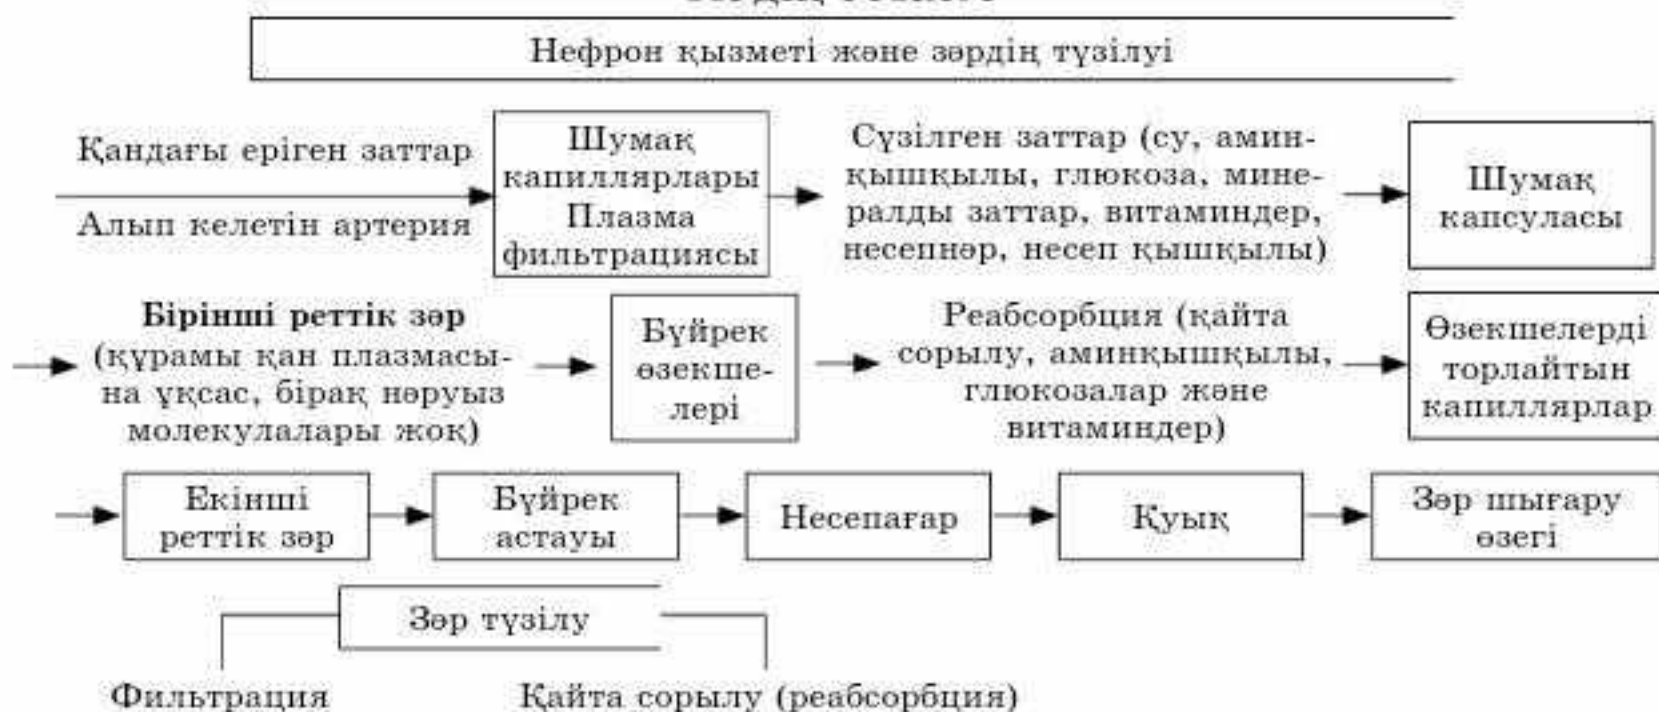 Нефрон қызметі және зәрдің түзілуі
Қандағы еріген заттар
Алып келетін артерия
Шумақ
капиллярлары
Плазма
фильтрациясы
Сүзілген заттар (су, амин-
қышқылы, глюкоза, мине-
ралды заттар, витаминдер,
несепнәр, несеп қышқылы)
Шумақ
капсуласы
Бірінші реттік зәр
(құрамы қан плазмасы-
на ұқсас, бірақ нәруыз
молекулалары жоқ)
Бүйрек
өзекше-
лері
Реабсорбция (қайта
сорылу, аминқышқылы,
глюкозалар және
витаминдер)
Өзекшелерді
торлайтын
капиллярлар
Екінші
реттік зәр
Бүйрек
астауы
Несепағар
Қуық
Зәр шығару
өзегі
Зәр түзілу
Фильтрация
Қайта сорылу (реабсорбция)